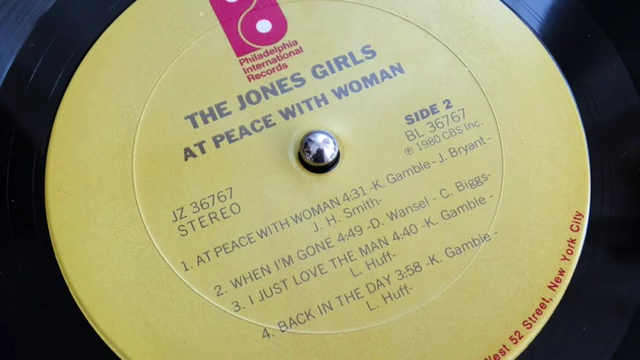 Philadelphia
International
Records
THE JONES GIRLS
AT PEACE WITH WOMAN
SIDE 2
BL 36767
℗ 1980 CBS Inc.
JZ 36767
STEREO
1. AT PEACE WITH WOMAN 4:31 -K. Gamble- J. Bryant-
J. H. Smith-
2. WHEN I'M GONE 4:49 -D. Wansel - C. Biggs-
3. I JUST LOVE THE MAN 4:40 -K. Gamble -
L. Huff-
4. BACK IN THE DAY 3:58 -K. Gamble -
L. Huff-
West 52 Street, New York City